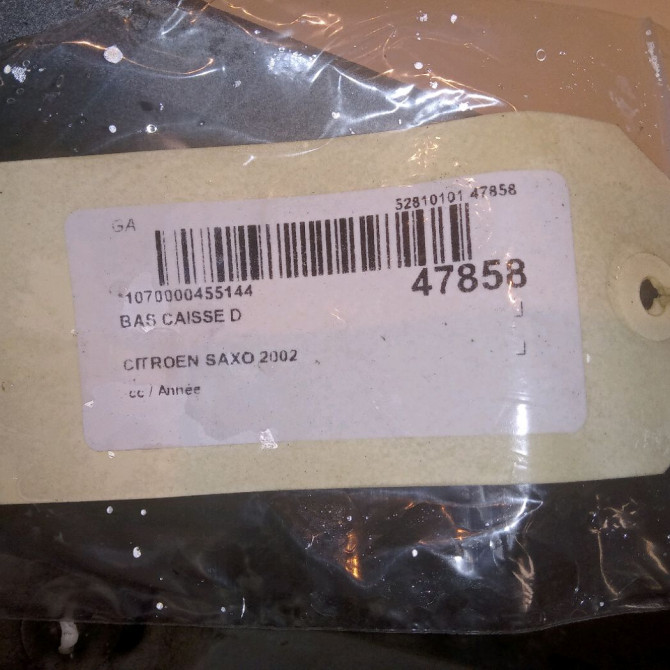 GA
52810101 47858
*1070000455144
47858
BAS CAISSE D
CITROEN SAXO 2002
cc / Année